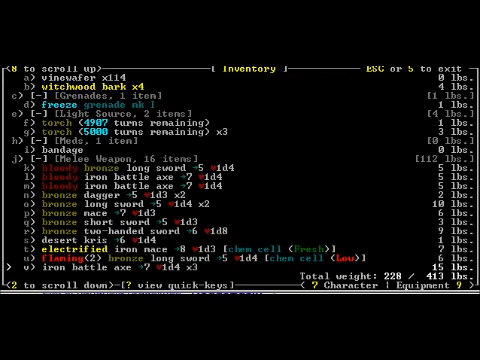 <8 to scroll up> [ Inventory ] ESC or 5 to exit
a) vinewafer x114 0 lbs.
b) witchwood bark x4 4 lbs.
c) [-] [Grenades, 1 item] [1 lbs.]
d) freeze grenade mk I 1 lbs.
e) [-] [Light Source, 2 items] [4 lbs.]
f) torch (4907 turns remaining) 1 lbs.
g) torch (5000 turns remaining) x3 3 lbs.
h) [-] [Meds, 1 item] [0 lbs.]
i) bandage 0 lbs.
j) [-] [Melee Weapon, 16 items] [112 lbs.]
k) bloody bronze long sword →5 ♥1d4 5 lbs.
l) bloody iron battle axe →7 ♥1d4 5 lbs.
m) bloody iron battle axe →7 ♥1d4 5 lbs.
n) bronze dagger →5 ♥1d3 x2 2 lbs.
o) bronze long sword →5 ♥1d4 x2 10 lbs.
p) bronze mace →7 ♥1d3 6 lbs.
q) bronze short sword →5 ♥1d3 3 lbs.
r) bronze two-handed sword →6 ♥1d8 9 lbs.
s) desert kris →6 ♥1d4 1 lbs.
t) electrified iron mace →8 ♥1d3 [chem cell (Fresh)] 7 lbs.
u) flaming(2) bronze long sword →5 ♥1d4 [chem cell (Low)] 6 lbs.
> v) iron battle axe →7 ♥1d4 x3 15 lbs.
Total weight: 228 / 413 lbs.
<2 to scroll down>-[? view quick-keys] < 7 Character | Equipment 9 >